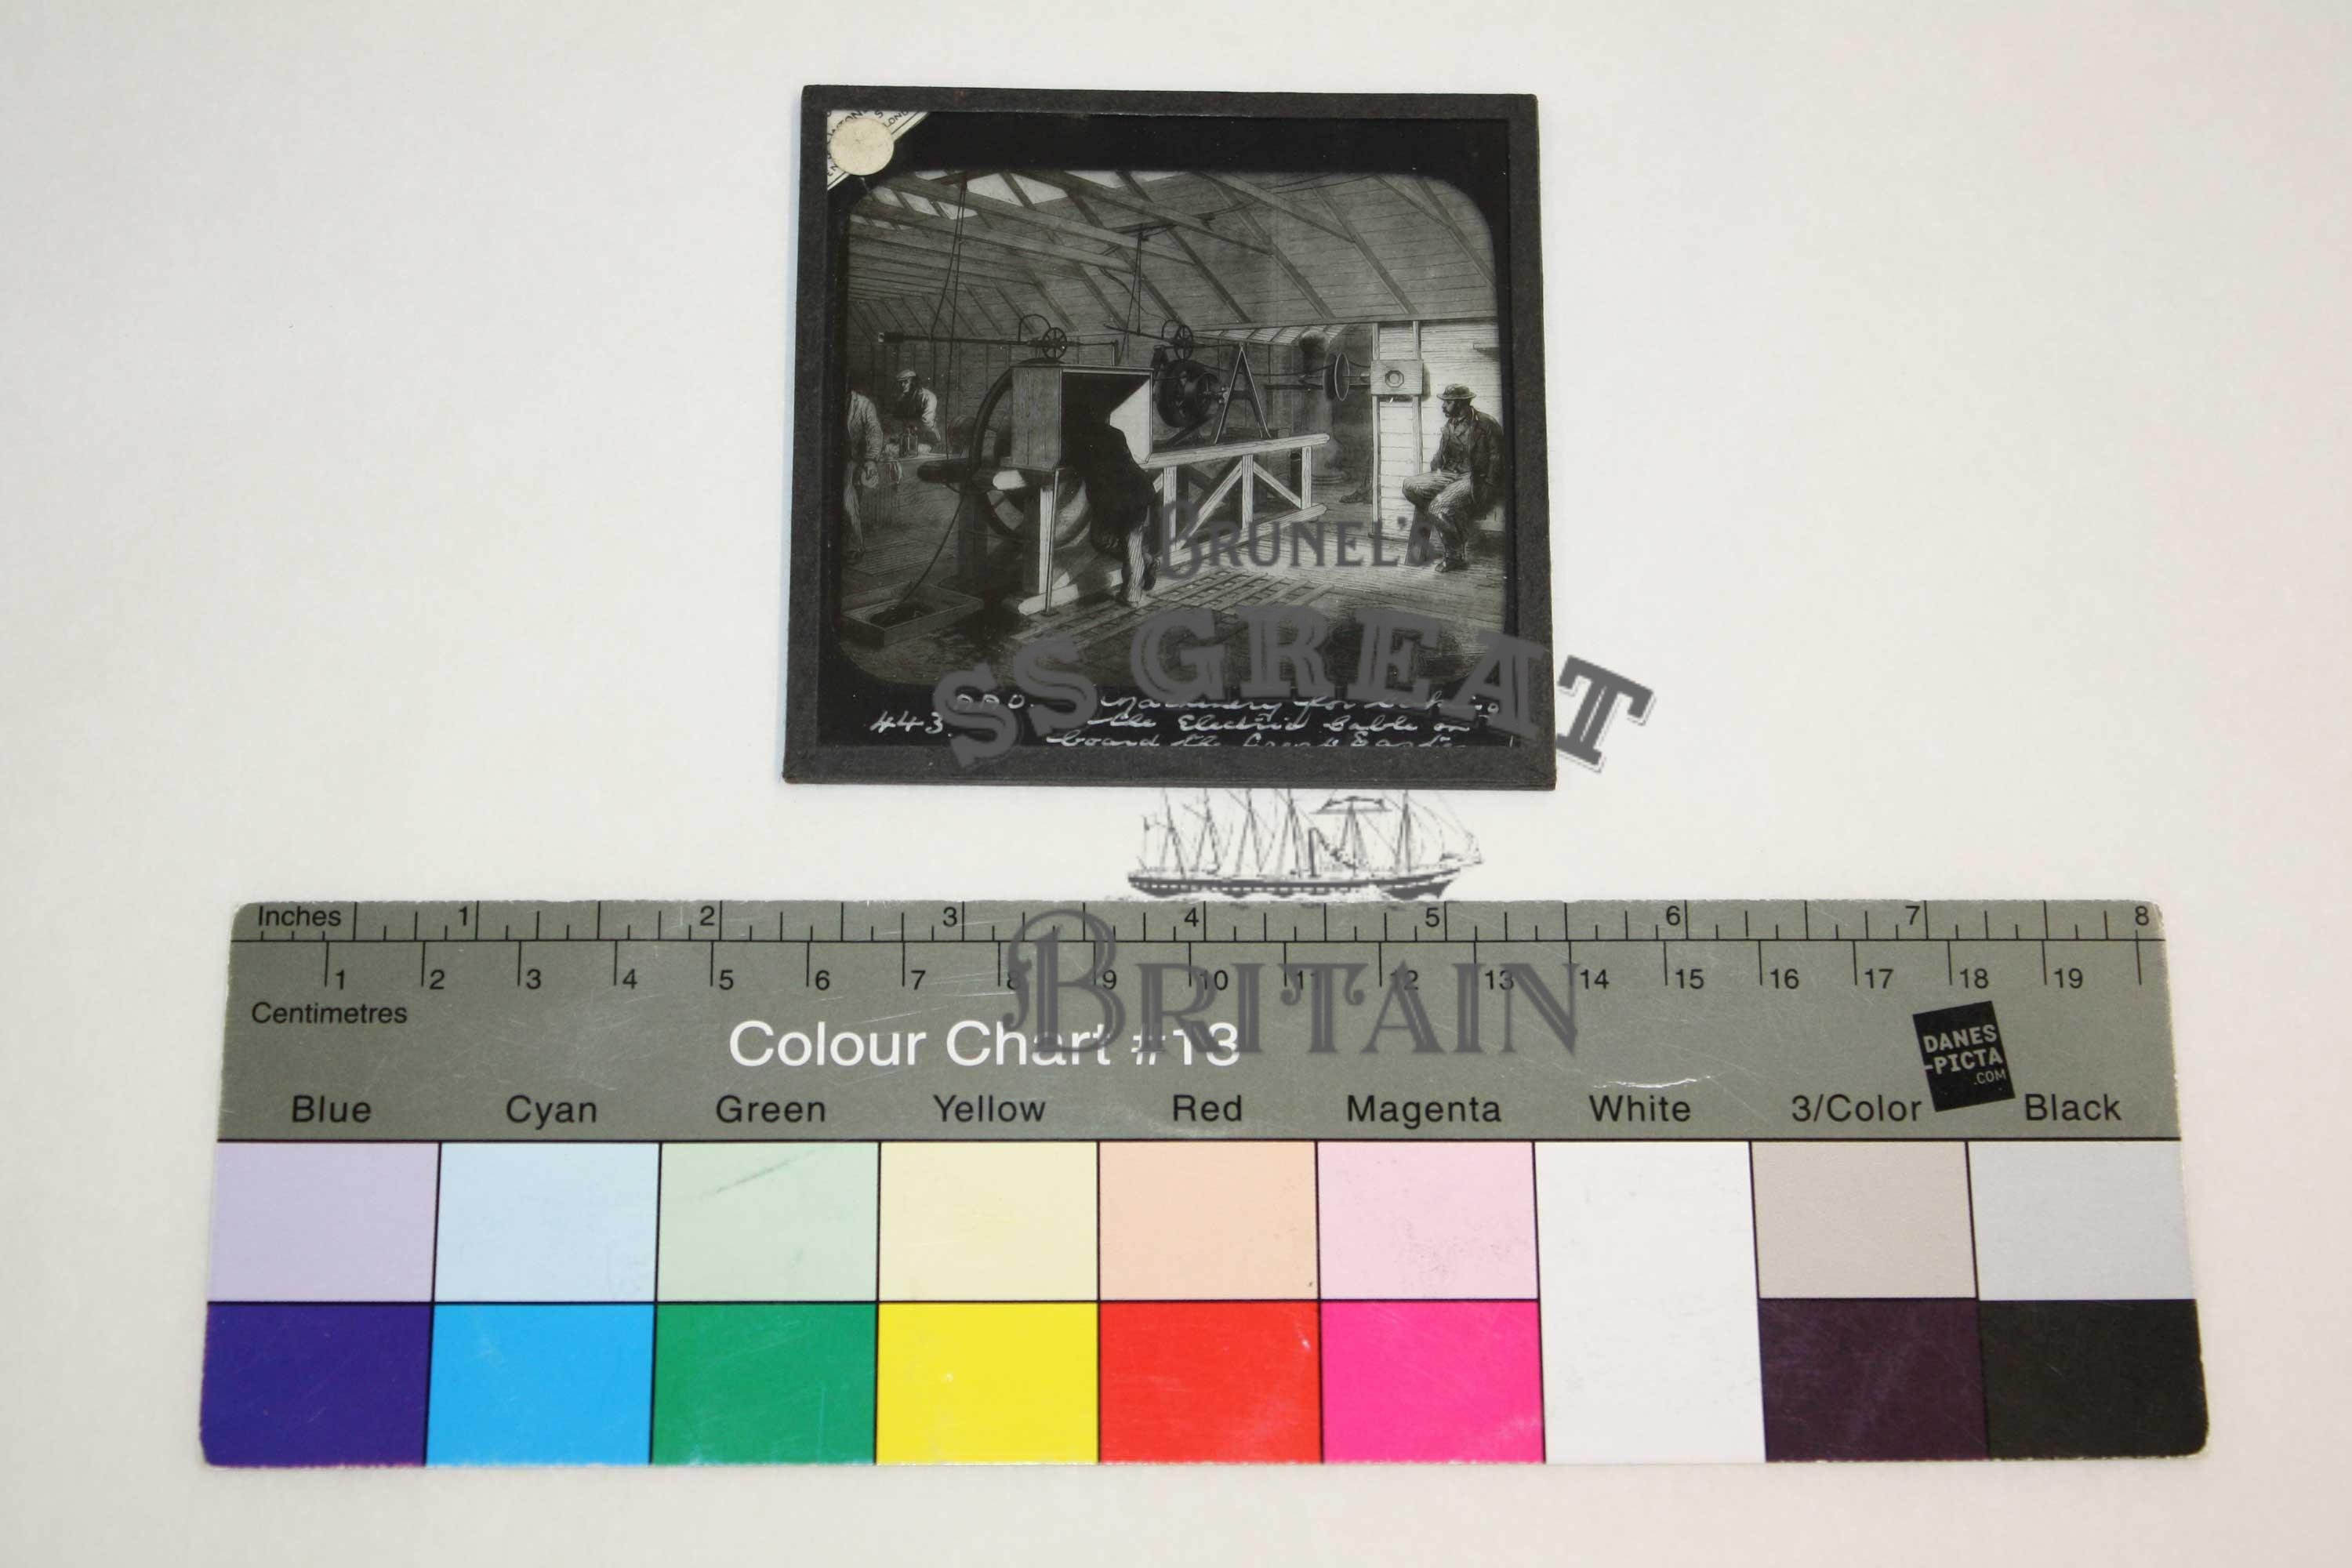 LOND
443.
Machinery for
the Electric Cable on
board the Great East
BRUNEL'S
SS GREAT
BRITAIN
Inches 1 2 3 4 5 6 7 8
1 2 3 4 5 6 7 8 9 10 11 12 13 14 15 16 17 18 19
Centimetres
Colour Chart #13
DANES
-PICTA
.COM
Blue Cyan Green Yellow Red Magenta White 3/Color Black